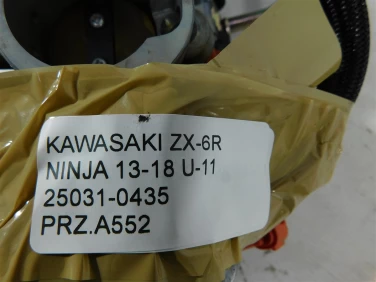 KAWASAKI ZX-6R
NINJA 13-18 U-11
25031-0435
PRZ.A552